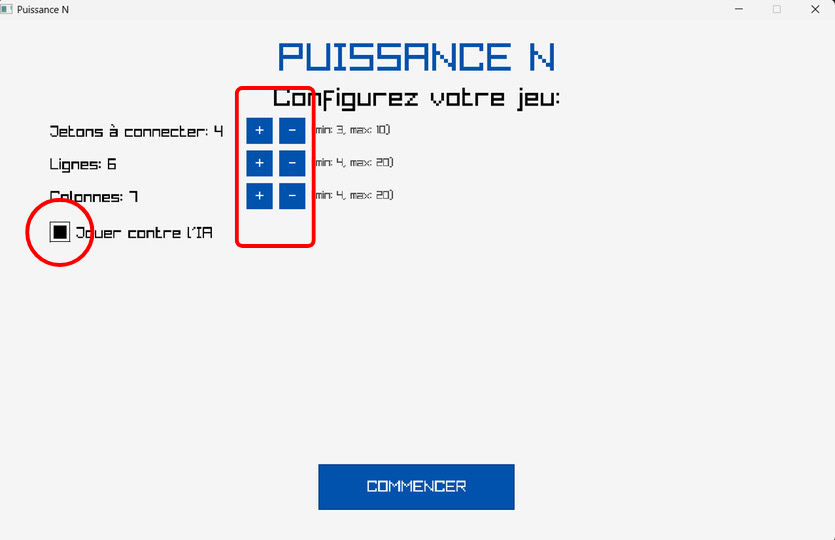 Puissance N
PUISSANCE N
Configurez votre jeu:
Jetons à connecter: 4 + - min: 3, max: 10)
Lignes: 6 + - min: 4, max: 20)
Colonnes: 7 + - min: 4, max: 20)
Jouer contre l'IA
COMMENCER